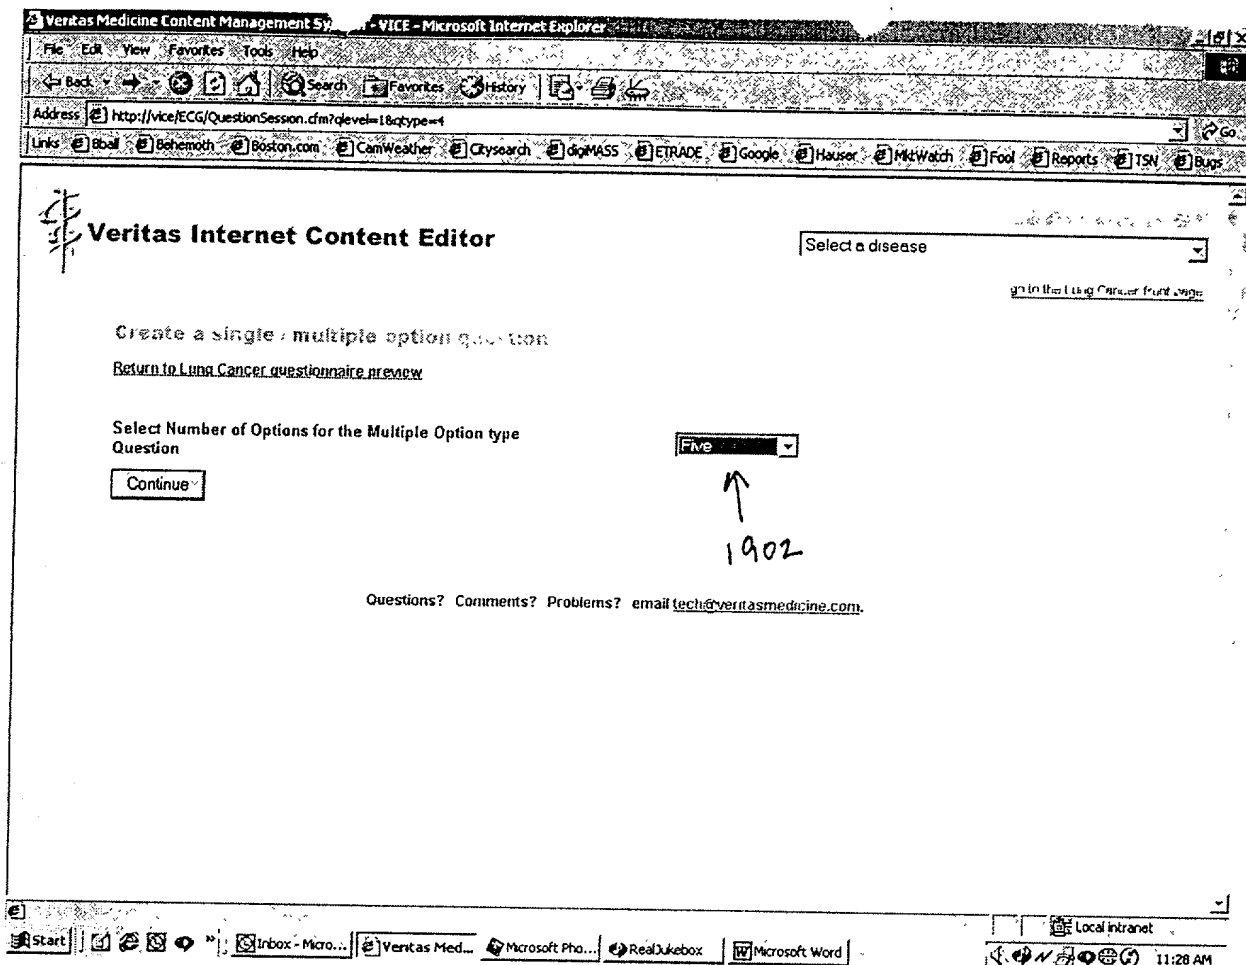 Veritas Medicine Content Management Sy - VICE - Microsoft Internet Explorer
File Edit View Favorites Tools Help
Back Search Favorites History
Address http://vice/ECG/QuestionSession.cfm?qlevel=1&qtype=4 Go
Links Bball Behemoth Boston.com CamWeather Citysearch digiMASS ETRADE Google Hauser MktWatch Fool Reports TSN Bugs
Veritas Internet Content Editor
Select a disease
go to the Lung Cancer front page
Create a single / multiple option question
Return to Lung Cancer questionnaire preview
Select Number of Options for the Multiple Option type
Question
Five
Continue
1902
Questions? Comments? Problems? email tech@veritasmedicine.com.
Local intranet
Start Inbox - Micro... Veritas Med... Microsoft Pho... RealJukebox Microsoft Word 11:28 AM